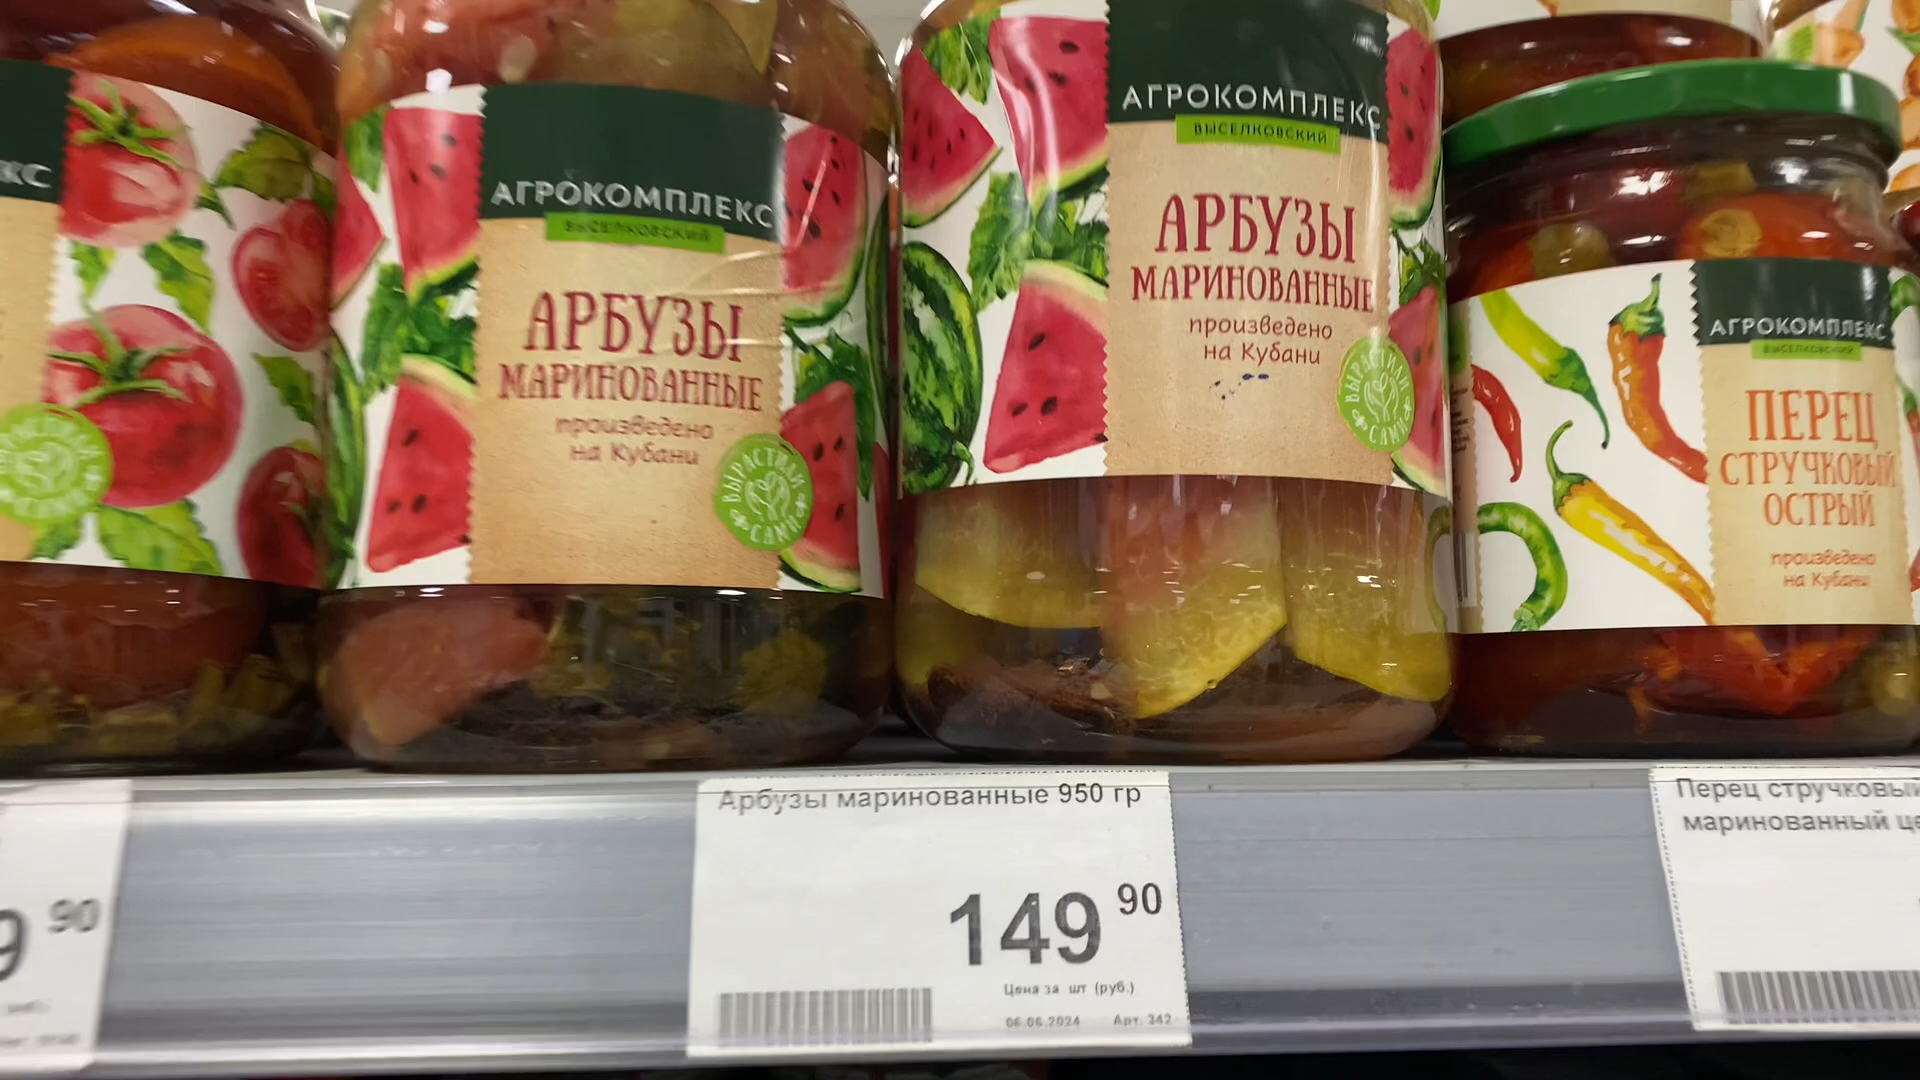 КС
АГРОКОМПЛЕКС
ВЫСЕЛКОВСКИЙ
АРБУЗЫ
МАРИНОВАННЫЕ
произведено
на Кубани
ВЫРАСТИЛИ
САМИ
АГРОКОМПЛЕКС
ВЫСЕЛКОВСКИЙ
АРБУЗЫ
МАРИНОВАННЫЕ
произведено
на Кубани
ВЫРАСТИЛИ
САМИ
АГРОКОМПЛЕКС
ВЫСЕЛКОВСКИЙ
ПЕРЕЦ
СТРУЧКОВЫЙ
ОСТРЫЙ
произведено
на Кубани
9 90
Арбузы маринованные 950 гр
149 90
Цена за шт (руб.)
06.06.2024 Арт. 342
Перец стручковый
маринованный це